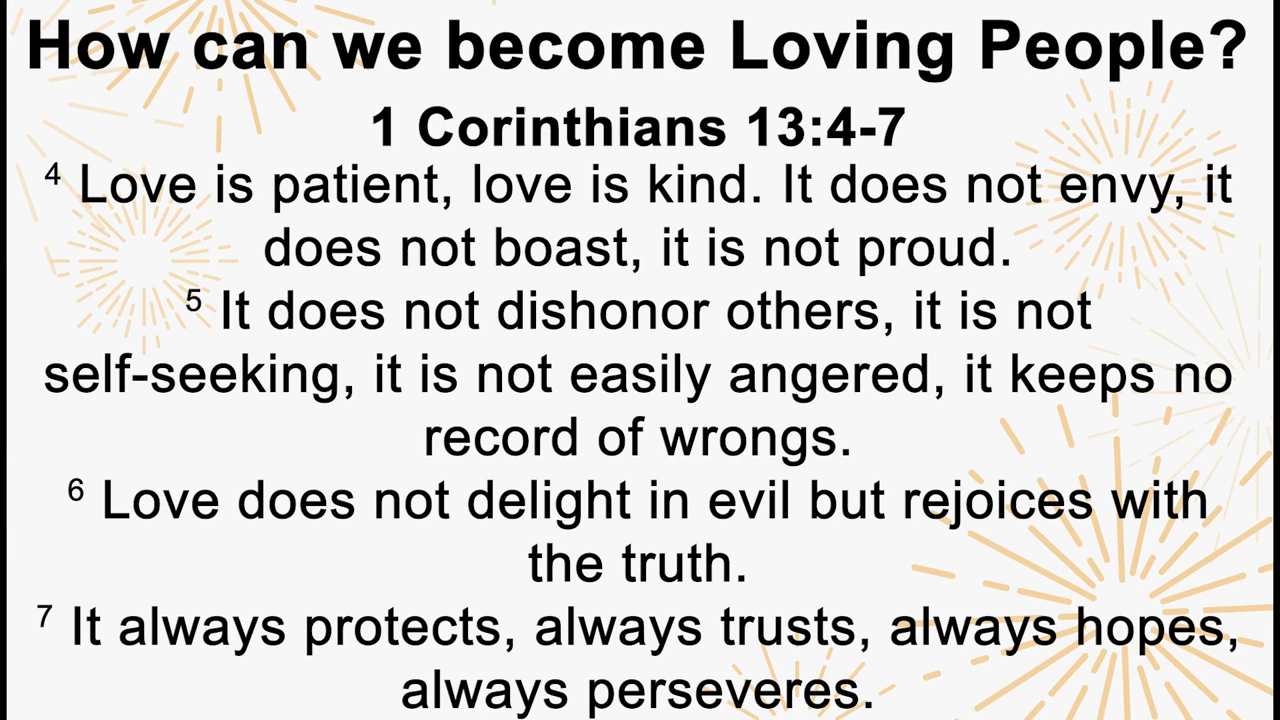 How can we become Loving People?
1 Corinthians 13:4-7
4 Love is patient, love is kind. It does not envy, it
does not boast, it is not proud.
5 It does not dishonor others, it is not
self-seeking, it is not easily angered, it keeps no
record of wrongs.
6 Love does not delight in evil but rejoices with
the truth.
7 It always protects, always trusts, always hopes,
always perseveres.